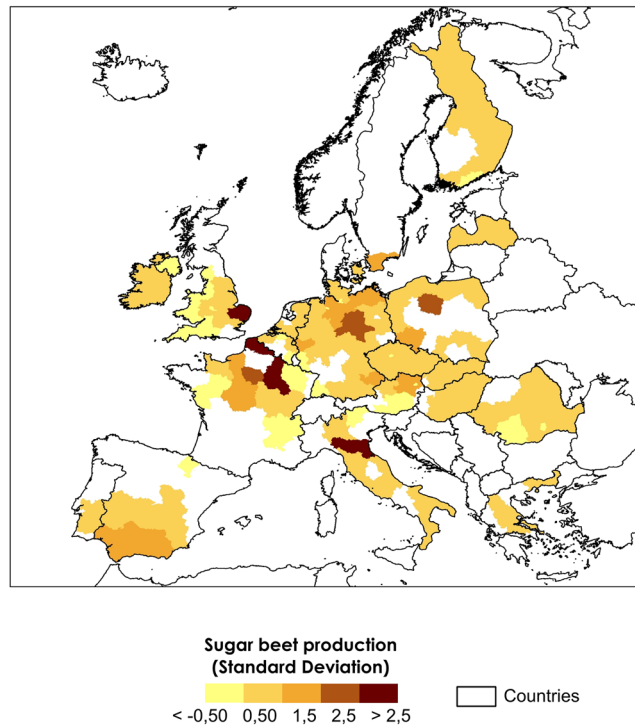 Sugar beet production
(Standard Deviation)
< -0,50 0,50 1,5 2,5 > 2,5
Countries